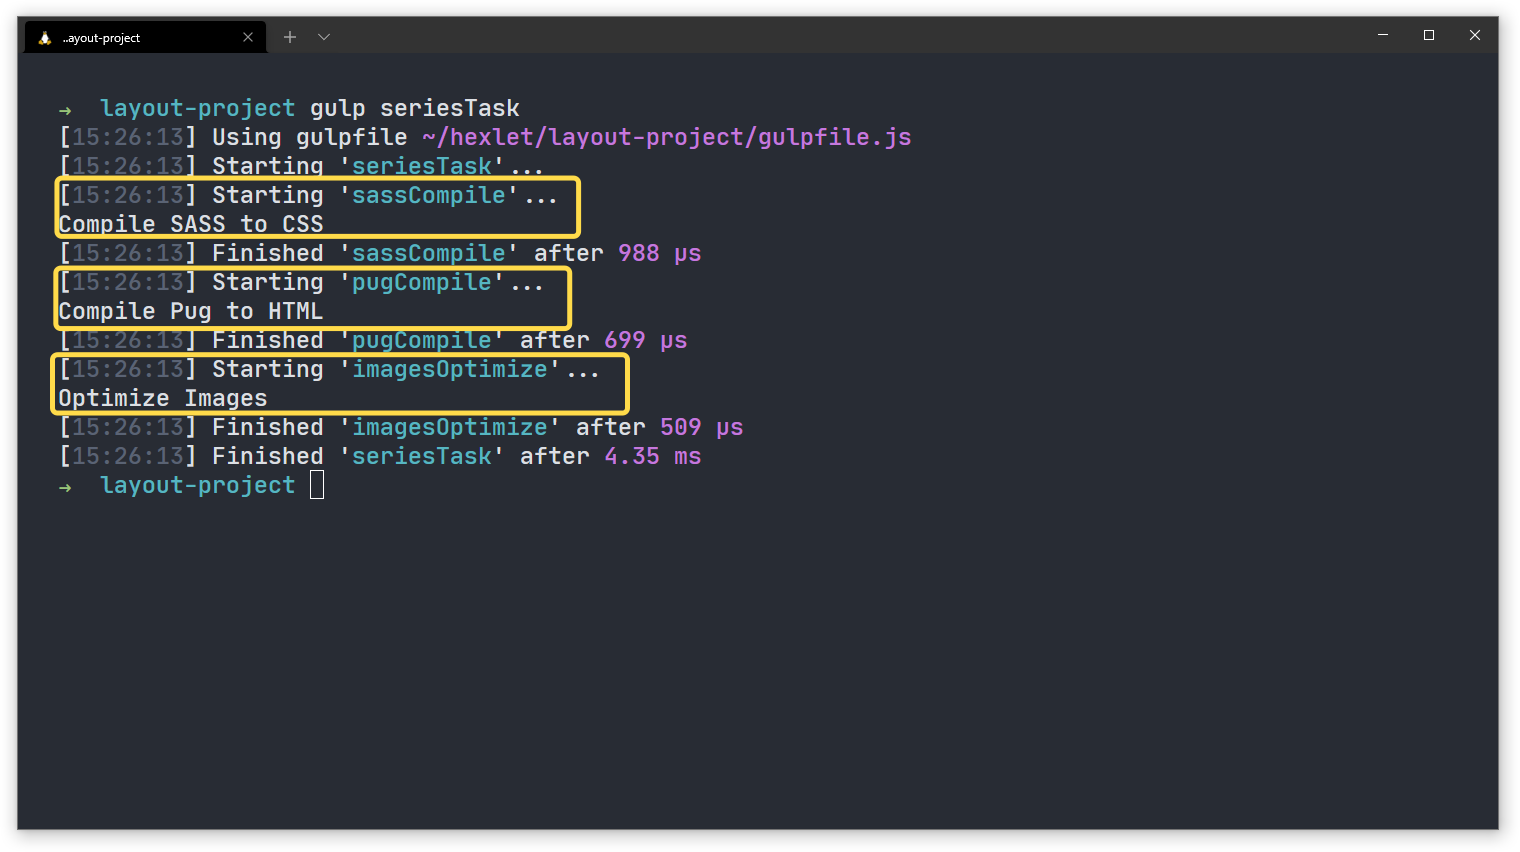 ..ayout-project
→ layout-project gulp seriesTask
[15:26:13] Using gulpfile ~/hexlet/layout-project/gulpfile.js
[15:26:13] Starting 'seriesTask'...
[15:26:13] Starting 'sassCompile'...
Compile SASS to CSS
[15:26:13] Finished 'sassCompile' after 988 μs
[15:26:13] Starting 'pugCompile'...
Compile Pug to HTML
[15:26:13] Finished 'pugCompile' after 699 μs
[15:26:13] Starting 'imagesOptimize'...
Optimize Images
[15:26:13] Finished 'imagesOptimize' after 509 μs
[15:26:13] Finished 'seriesTask' after 4.35 ms
→ layout-project